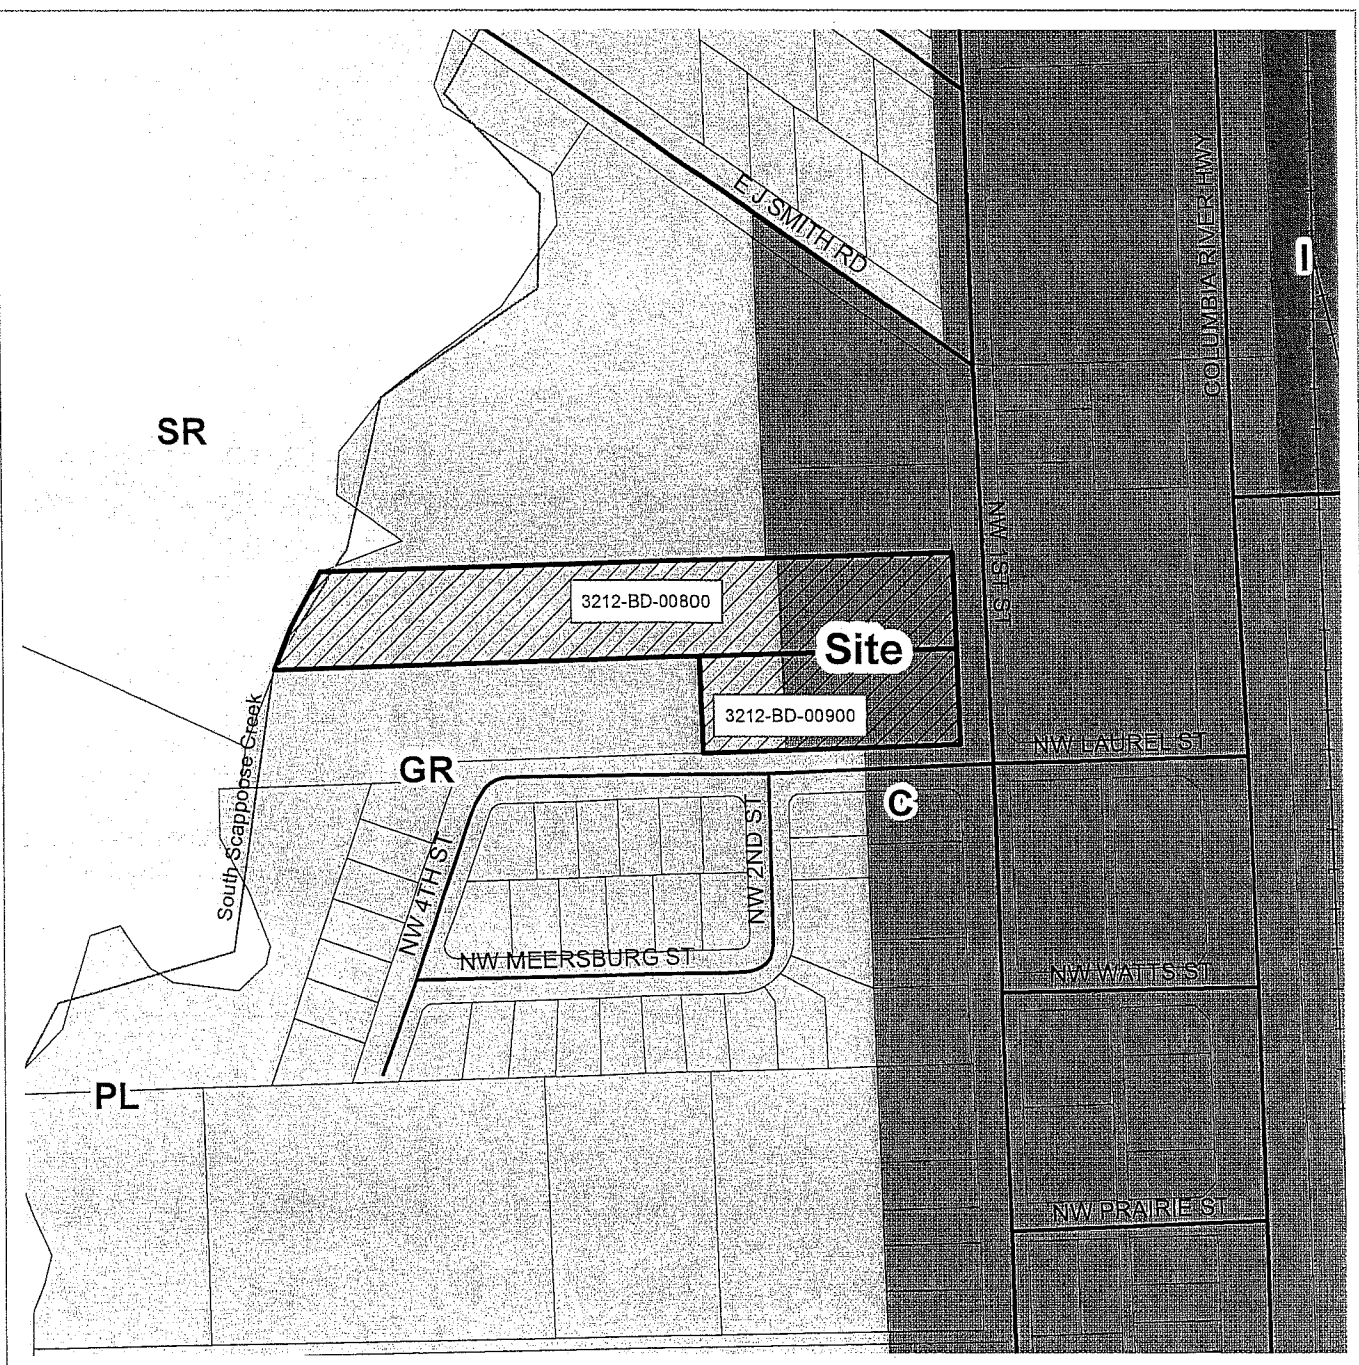 E J SMITH RD
COLUMBIA RIVER HWY
I
SR
NW 1ST ST
3212-BD-00800
Site
3212-BD-00900
South Scappoose Creek
NW LAUREL ST
GR
C
NW 4TH ST
NW 2ND ST
NW MEERSBURG ST
NW WATTS ST
PL
NW PRAIRIE ST